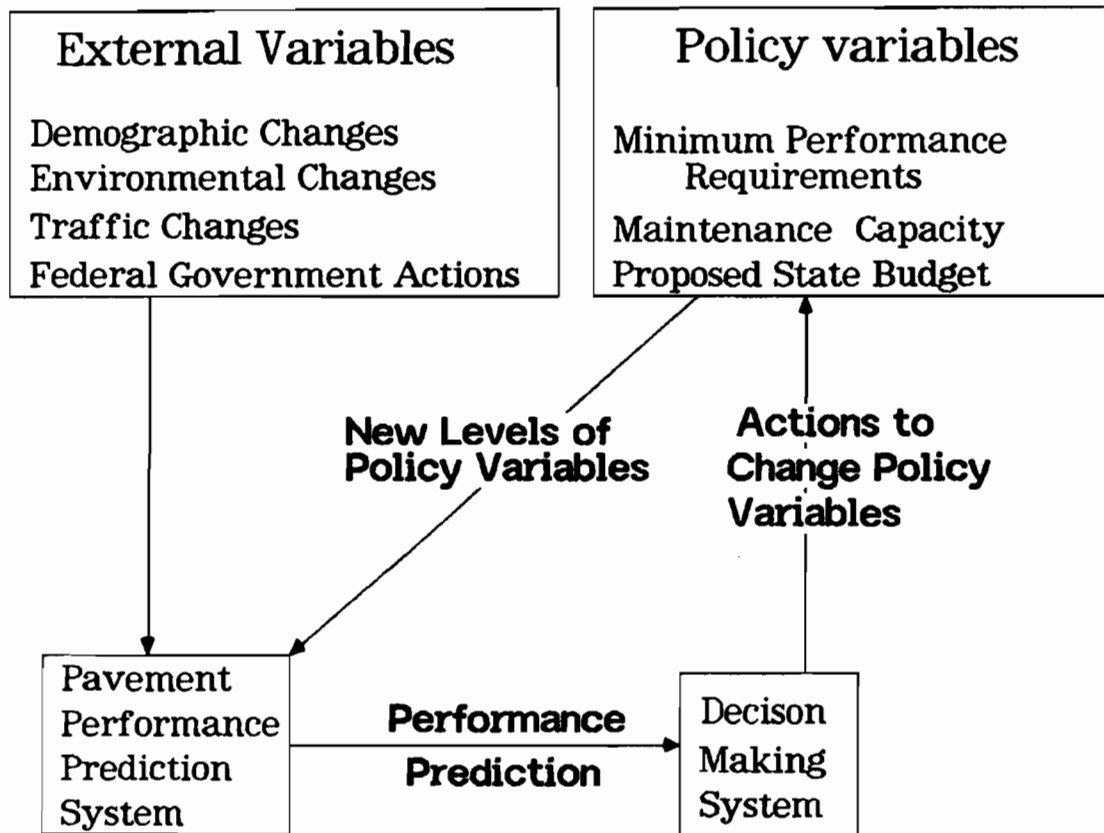 External Variables
Demographic Changes
Environmental Changes
Traffic Changes
Federal Government Actions
Policy variables
Minimum Performance
Requirements
Maintenance Capacity
Proposed State Budget
New Levels of
Policy Variables
Actions to
Change Policy
Variables
Pavement
Performance
Prediction
System
Performance
Prediction
Decison
Making
System